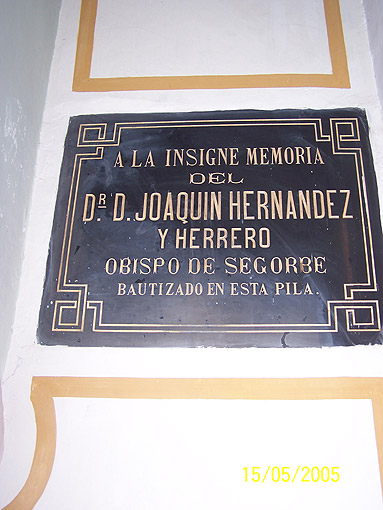 A LA INSIGNE MEMORIA
DEL
DR D. JOAQUIN HERNANDEZ
Y HERRERO
OBISPO DE SEGORBE
BAUTIZADO EN ESTA PILA.
15/05/2005